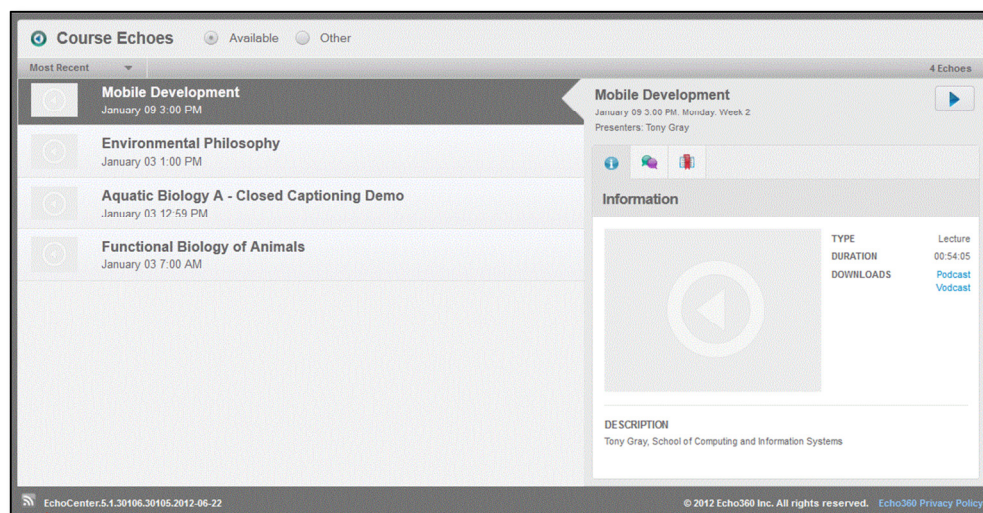 Course Echoes Available Other
Most Recent 4 Echoes
Mobile Development
January 09 3:00 PM
Environmental Philosophy
January 03 1:00 PM
Aquatic Biology A - Closed Captioning Demo
January 03 12:59 PM
Functional Biology of Animals
January 03 7:00 AM
Mobile Development
January 09 3:00 PM, Monday, Week 2
Presenters: Tony Gray
Information
TYPE Lecture
DURATION 00:54:05
DOWNLOADS Podcast
Vodcast
DESCRIPTION
Tony Gray, School of Computing and Information Systems
EchoCenter.5.1.30106.30105.2012-06-22 © 2012 Echo360 Inc. All rights reserved. Echo360 Privacy Policy